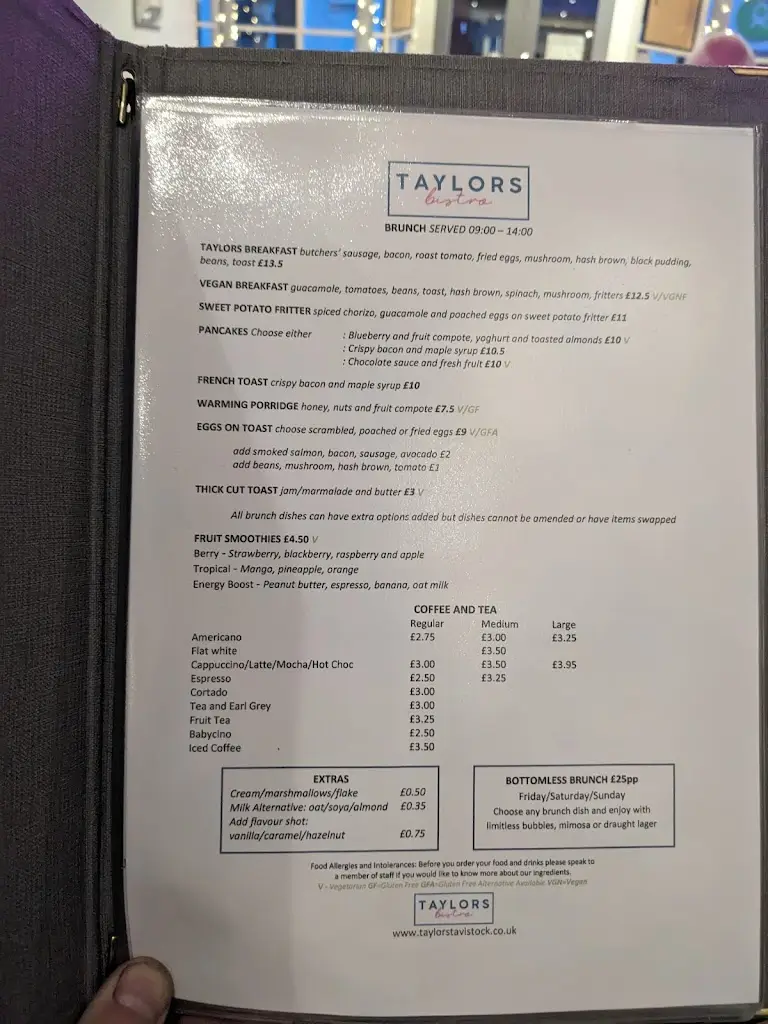 TAYLORS
bistro
BRUNCH SERVED 09:00 – 14:00
TAYLORS BREAKFAST butchers' sausage, bacon, roast tomato, fried eggs, mushroom, hash brown, black pudding,
beans, toast £13.5
VEGAN BREAKFAST guacamole, tomatoes, beans, toast, hash brown, spinach, mushroom, fritters £12.5 V/VGNF
SWEET POTATO FRITTER spiced chorizo, guacamole and poached eggs on sweet potato fritter £11
PANCAKES Choose either : Blueberry and fruit compote, yoghurt and toasted almonds £10 V
: Crispy bacon and maple syrup £10.5
: Chocolate sauce and fresh fruit £10 V
FRENCH TOAST crispy bacon and maple syrup £10
WARMING PORRIDGE honey, nuts and fruit compote £7.5 V/GF
EGGS ON TOAST choose scrambled, poached or fried eggs £9 V/GFA
add smoked salmon, bacon, sausage, avocado £2
add beans, mushroom, hash brown, tomato £1
THICK CUT TOAST jam/marmalade and butter £3 V
All brunch dishes can have extra options added but dishes cannot be amended or have items swapped
FRUIT SMOOTHIES £4.50 V
Berry - Strawberry, blackberry, raspberry and apple
Tropical - Mango, pineapple, orange
Energy Boost - Peanut butter, espresso, banana, oat milk
COFFEE AND TEA
Regular Medium Large
Americano £2.75 £3.00 £3.25
Flat white £3.50
Cappuccino/Latte/Mocha/Hot Choc £3.00 £3.50 £3.95
Espresso £2.50 £3.25
Cortado £3.00
Tea and Earl Grey £3.00
Fruit Tea £3.25
Babycino £2.50
Iced Coffee £3.50
EXTRAS
Cream/marshmallows/flake £0.50
Milk Alternative: oat/soya/almond £0.35
Add flavour shot:
vanilla/caramel/hazelnut £0.75
BOTTOMLESS BRUNCH £25pp
Friday/Saturday/Sunday
Choose any brunch dish and enjoy with
limitless bubbles, mimosa or draught lager
Food Allergies and Intolerances: Before you order your food and drinks please speak to
a member of staff if you would like to know more about our ingredients.
V - Vegetarian GF=Gluten Free GFA=Gluten Free Alternative Available VGN=Vegan
TAYLORS
bistro
www.taylorstavistock.co.uk